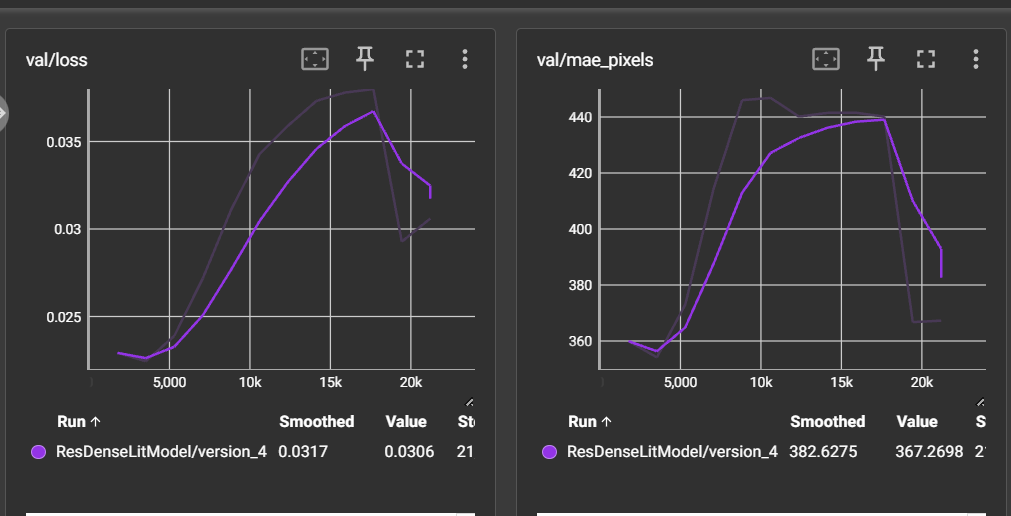 val/loss
0.035
0.03
0.025
5,000 10k 15k 20k
Run ↑ Smoothed Value
ResDenseLitModel/version_4 0.0317 0.0306 21
val/mae_pixels
440
420
400
380
360
5,000 10k 15k 20k
Run ↑ Smoothed Value S
ResDenseLitModel/version_4 382.6275 367.2698